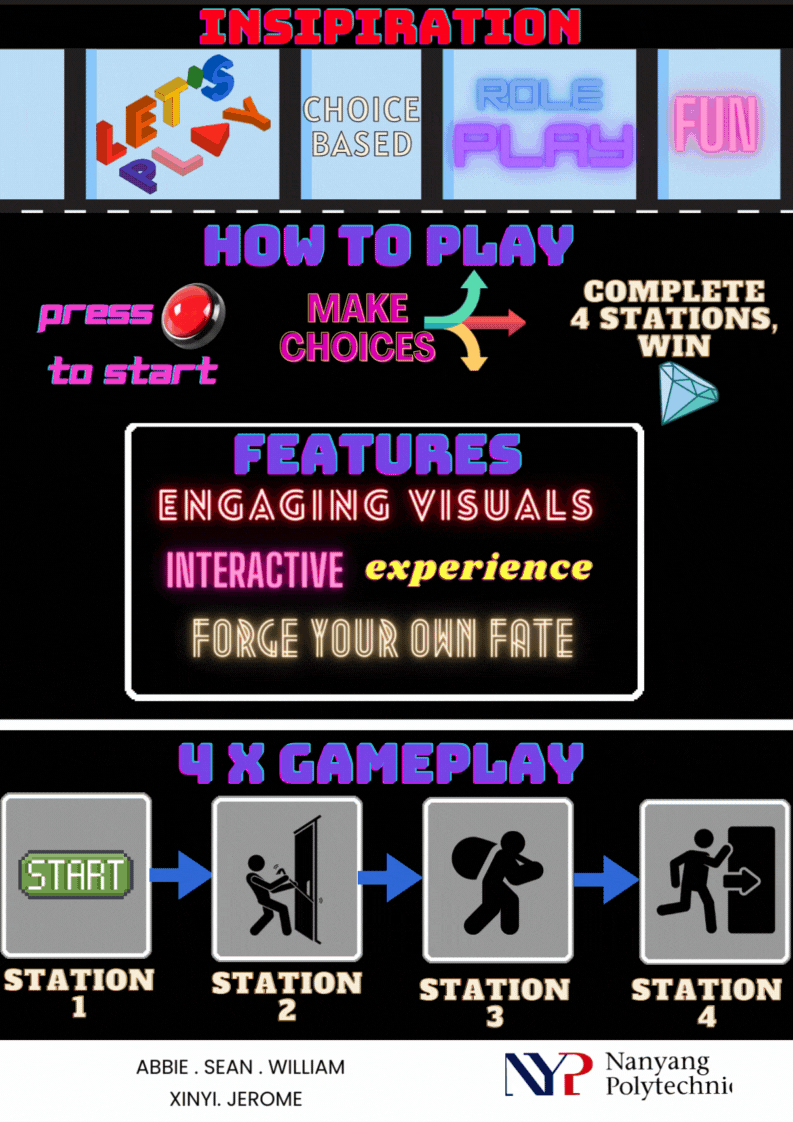 INSIPIRATION
LET'S
PLAY
CHOICE
BASED
ROLE
PLAY
FUN
HOW TO PLAY
press
to start
MAKE
CHOICES
COMPLETE
4 STATIONS,
WIN
FEATURES
ENGAGING VISUALS
INTERACTIVE experience
FORGE YOUR OWN FATE
4 X GAMEPLAY
START
STATION
1
STATION
2
STATION
3
STATION
4
ABBIE . SEAN . WILLIAM
XINYI. JEROME
NYP
Nanyang
Polytechnic